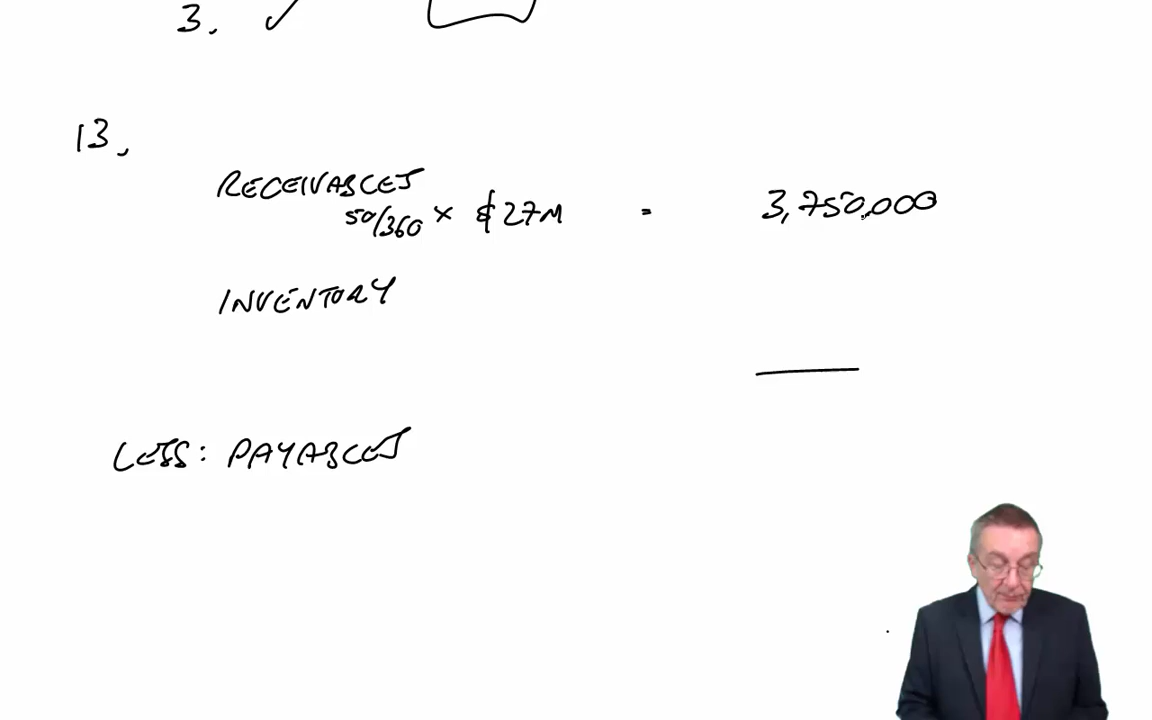 3. ✓
13,
RECEIVABLES
50/360 × $27M = 3,750,000
INVENTORY
LESS: PAYABLES